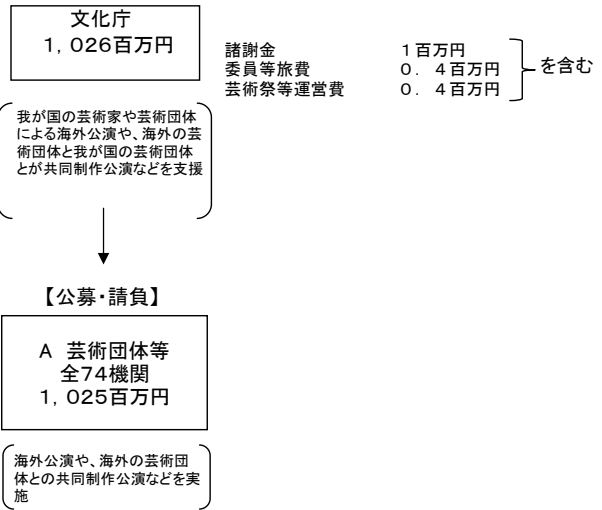 文化庁
1，026百万円
諸謝金　　　　　　　　1百万円
委員等旅費　　　　　　0．4百万円
芸術祭等運営費　　　　0．4百万円
を含む
我が国の芸術家や芸術団体
による海外公演や、海外の芸
術団体と我が国の芸術団体
とが共同制作公演などを支援
【公募・請負】
A　芸術団体等
全74機関
1，025百万円
海外公演や、海外の芸術団
体との共同制作公演などを実
施